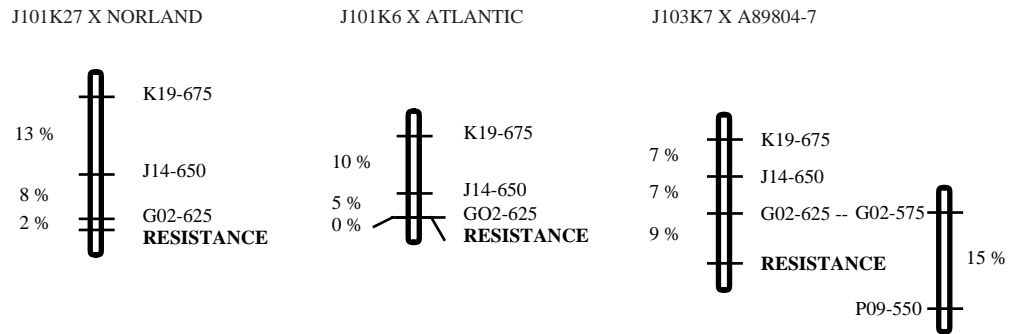 J101K27 X NORLAND
K19-675
13 %
J14-650
8 %
G02-625
2 %
RESISTANCE
J101K6 X ATLANTIC
K19-675
10 %
J14-650
5 %
GO2-625
0 %
RESISTANCE
J103K7 X A89804-7
K19-675
7 %
J14-650
7 %
G02-625 -- G02-575
9 %
RESISTANCE
15 %
P09-550